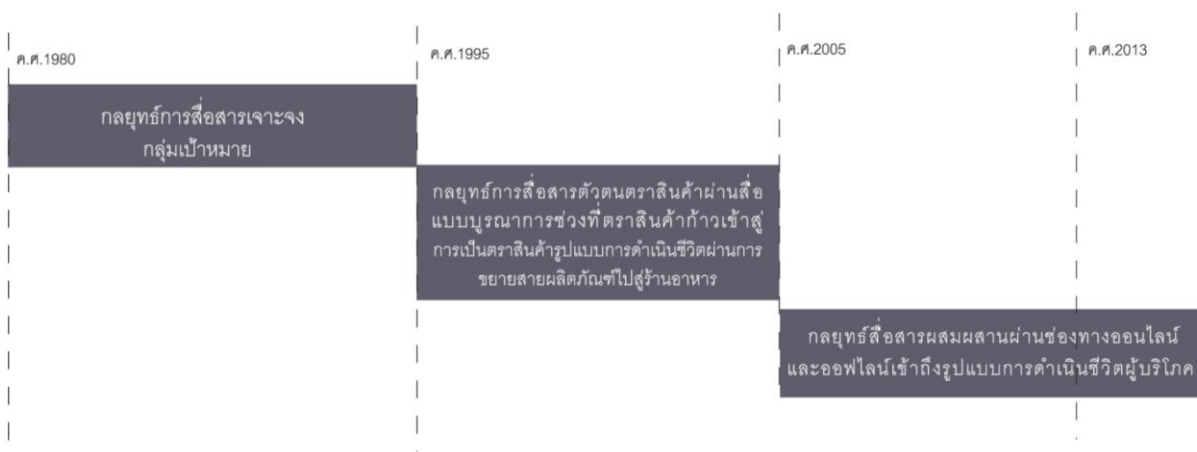 ค.ศ.1980
ค.ศ.1995
ค.ศ.2005
ค.ศ.2013
กลยุทธ์การสื่อสารเจาะจง
กลุ่มเป้าหมาย
กลยุทธ์การสื่อสารตัวตนตราสินค้าผ่านสื่อ
แบบบูรณาการช่วงที่ตราสินค้าก้าวเข้าสู่
การเป็นตราสินค้ารูปแบบการดำเนินชีวิตผ่านการ
ขยายสายผลิตภัณฑ์ไปสู่ร้านอาหาร
กลยุทธ์สื่อสารผสมผสานผ่านช่องทางออนไลน์
และออฟไลน์เข้าถึงรูปแบบการดำเนินชีวิตผู้บริโภค